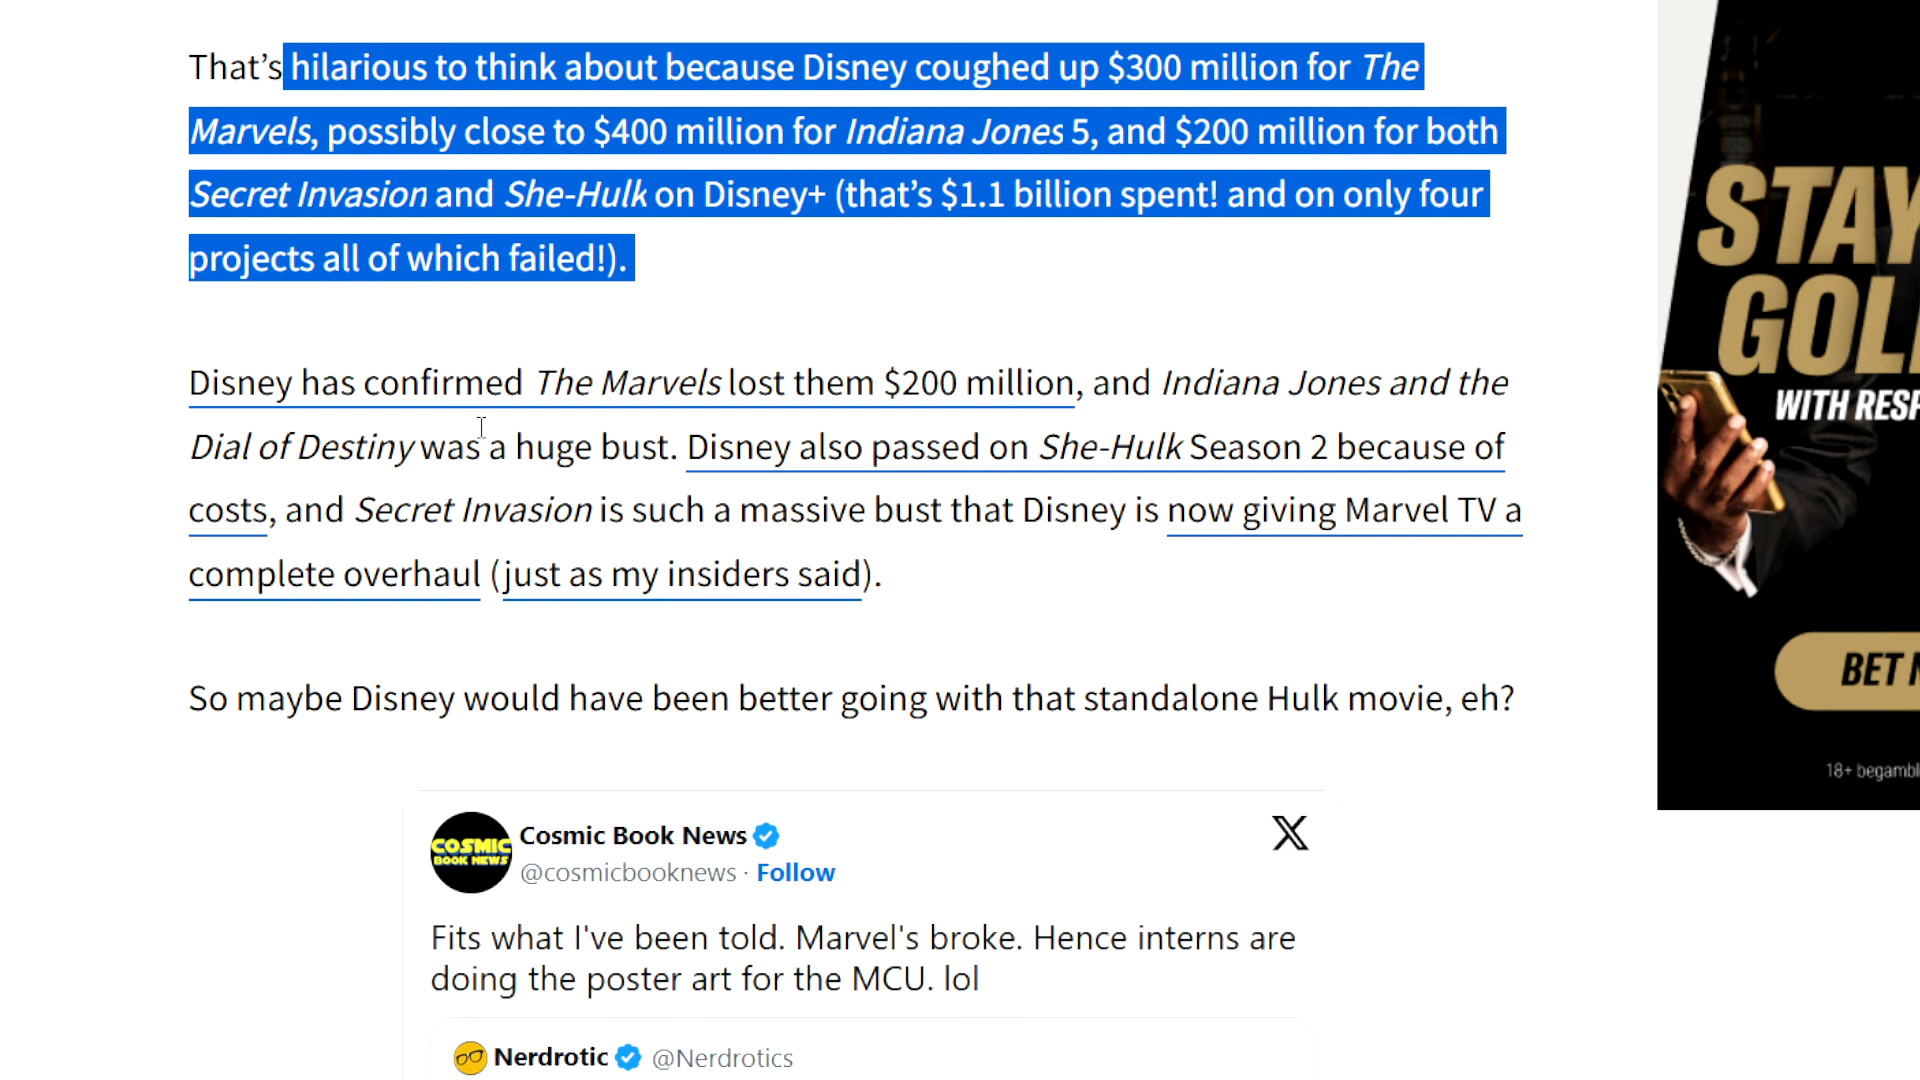 That’s hilarious to think about because Disney coughed up $300 million for The
Marvels, possibly close to $400 million for Indiana Jones 5, and $200 million for both
Secret Invasion and She-Hulk on Disney+ (that’s $1.1 billion spent! and on only four
projects all of which failed!).
Disney has confirmed The Marvels lost them $200 million, and Indiana Jones and the
Dial of Destiny was a huge bust. Disney also passed on She-Hulk Season 2 because of
costs, and Secret Invasion is such a massive bust that Disney is now giving Marvel TV a
complete overhaul (just as my insiders said).
So maybe Disney would have been better going with that standalone Hulk movie, eh?
COSMIC
BOOK NEWS
Cosmic Book News
@cosmicbooknews · Follow
Fits what I've been told. Marvel's broke. Hence interns are
doing the poster art for the MCU. lol
Nerdrotic @Nerdrotics
STAY
GOL
WITH RESP
BET N
18+ begambl